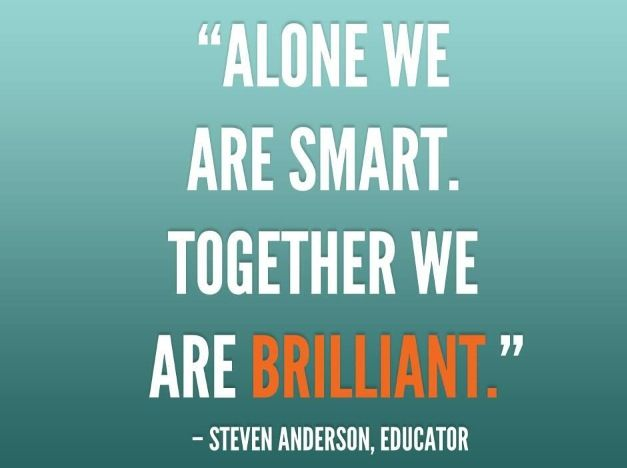 “ALONE WE
ARE SMART.
TOGETHER WE
ARE BRILLIANT.”
– STEVEN ANDERSON, EDUCATOR